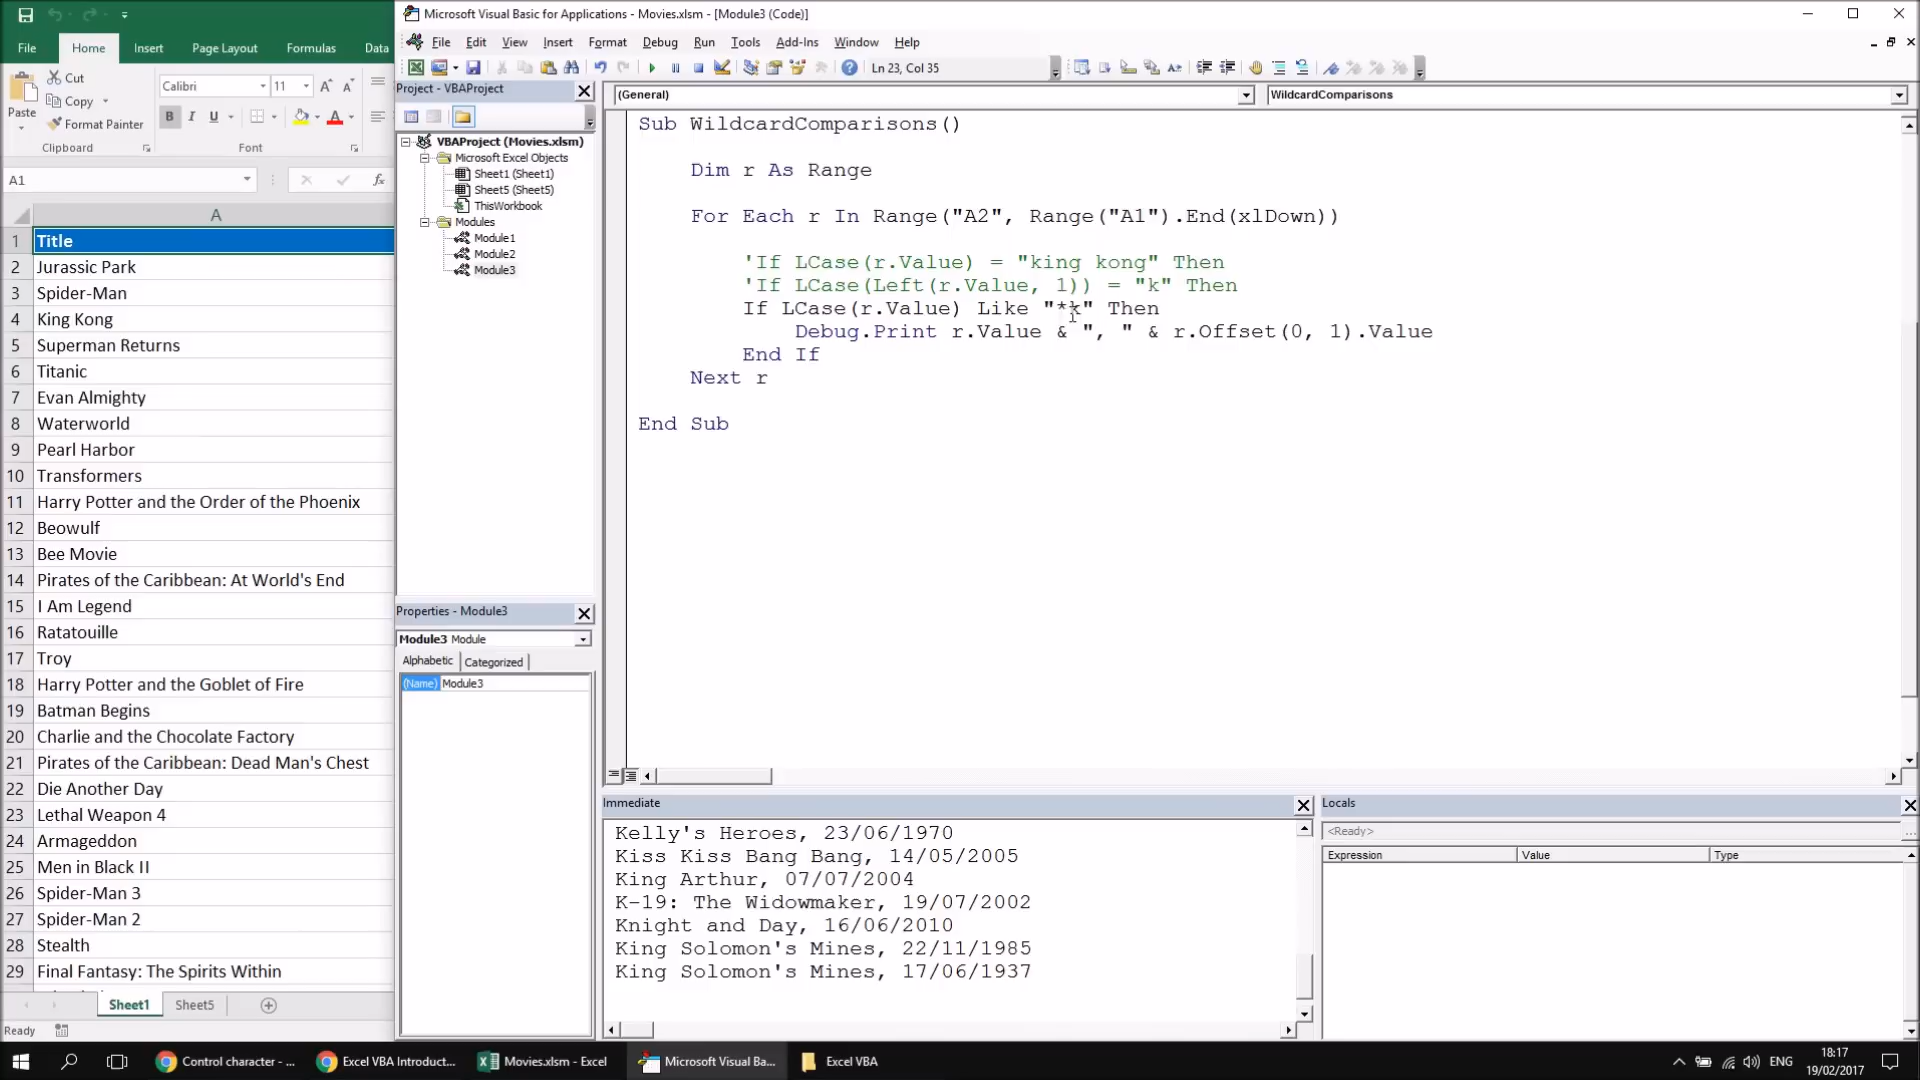 Microsoft Visual Basic for Applications - Movies.xlsm - [Module3 (Code)]
File Home Insert Page Layout Formulas Data
File Edit View Insert Format Debug Run Tools Add-Ins Window Help
Ln 23, Col 35
Cut
Copy
Format Painter
Paste
Clipboard
Calibri 11
B I U
Font
A1
fx
A
1 Title
2 Jurassic Park
3 Spider-Man
4 King Kong
5 Superman Returns
6 Titanic
7 Evan Almighty
8 Waterworld
9 Pearl Harbor
10 Transformers
11 Harry Potter and the Order of the Phoenix
12 Beowulf
13 Bee Movie
14 Pirates of the Caribbean: At World's End
15 I Am Legend
16 Ratatouille
17 Troy
18 Harry Potter and the Goblet of Fire
19 Batman Begins
20 Charlie and the Chocolate Factory
21 Pirates of the Caribbean: Dead Man's Chest
22 Die Another Day
23 Lethal Weapon 4
24 Armageddon
25 Men in Black II
26 Spider-Man 3
27 Spider-Man 2
28 Stealth
29 Final Fantasy: The Spirits Within
Sheet1 Sheet5
Ready
Project - VBAProject
VBAProject (Movies.xlsm)
Microsoft Excel Objects
Sheet1 (Sheet1)
Sheet5 (Sheet5)
ThisWorkbook
Modules
Module1
Module2
Module3
Properties - Module3
Module3 Module
Alphabetic Categorized
(Name) Module3
(General) WildcardComparisons
Sub WildcardComparisons()
Dim r As Range
For Each r In Range("A2", Range("A1").End(xlDown))
'If LCase(r.Value) = "king kong" Then
'If LCase(Left(r.Value, 1)) = "k" Then
If LCase(r.Value) Like "*k" Then
Debug.Print r.Value & ", " & r.Offset(0, 1).Value
End If
Next r
End Sub
Immediate
Kelly's Heroes, 23/06/1970
Kiss Kiss Bang Bang, 14/05/2005
King Arthur, 07/07/2004
K-19: The Widowmaker, 19/07/2002
Knight and Day, 16/06/2010
King Solomon's Mines, 22/11/1985
King Solomon's Mines, 17/06/1937
Locals
<Ready>
Expression Value Type
Control character - ...
Excel VBA Introduct...
Movies.xlsm - Excel
Microsoft Visual Ba...
Excel VBA
ENG
18:17
19/02/2017